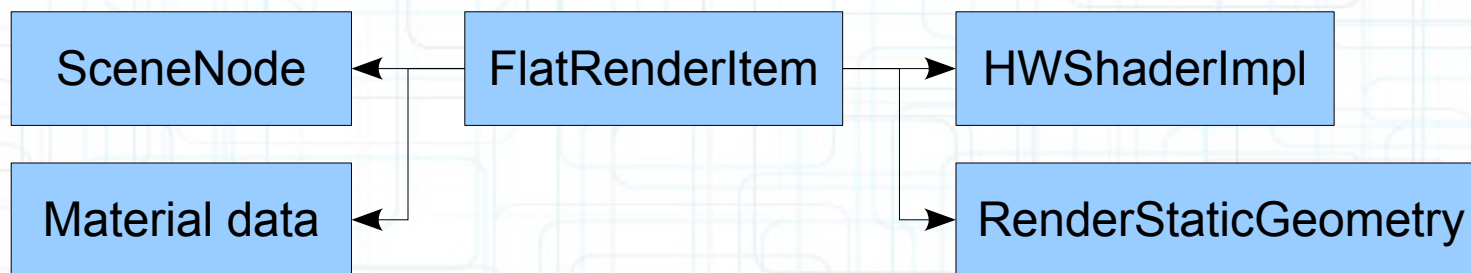 SceneNode
FlatRenderItem
HWShaderImpl
Material data
RenderStaticGeometry